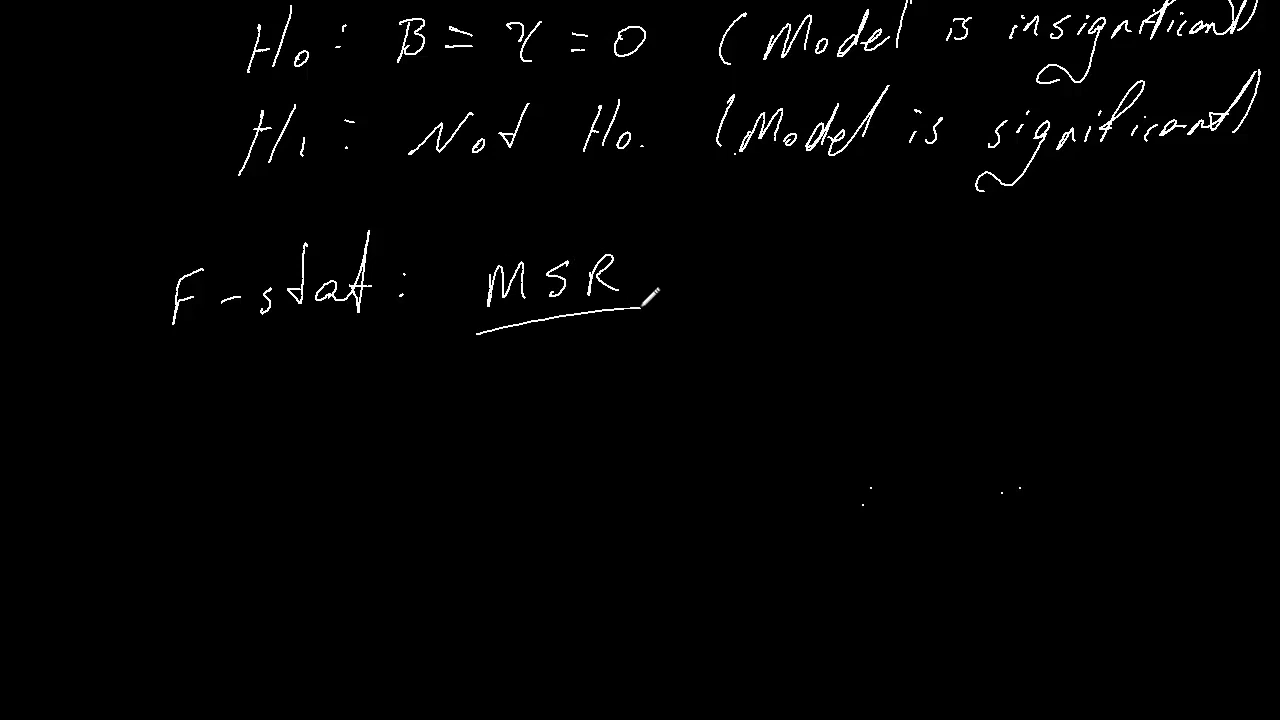 H₀: β = γ = 0 (Model is insignificant
H₁: Not H₀. (Model is significant)
F-stat: MSR